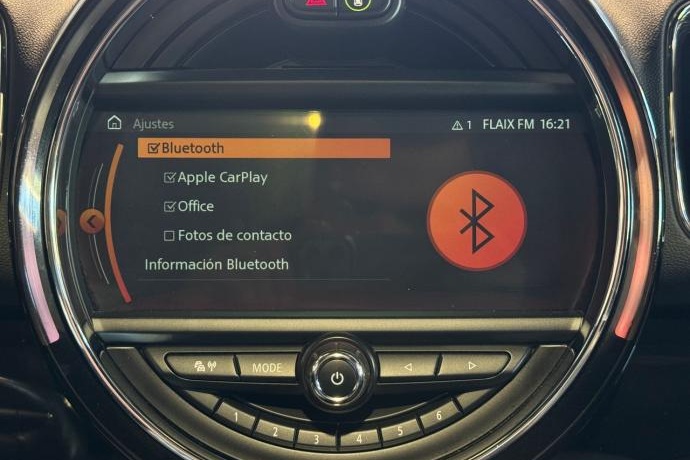 Ajustes
1 FLAIX FM 16:21
Bluetooth
Apple CarPlay
Office
Fotos de contacto
Información Bluetooth
MODE
1 2 3 4 5 6